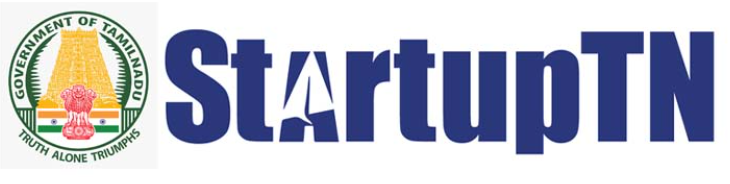 GOVERNMENT OF TAMILNADU
TRUTH ALONE TRIUMPHS
StartupTN